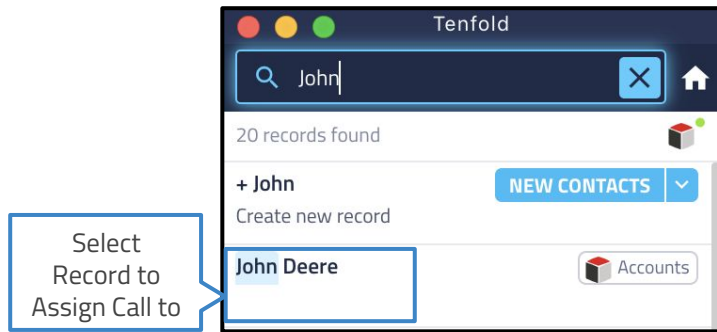 Tenfold
John
20 records found
+ John
NEW CONTACTS
Create new record
Select
Record to
Assign Call to
John Deere
Accounts